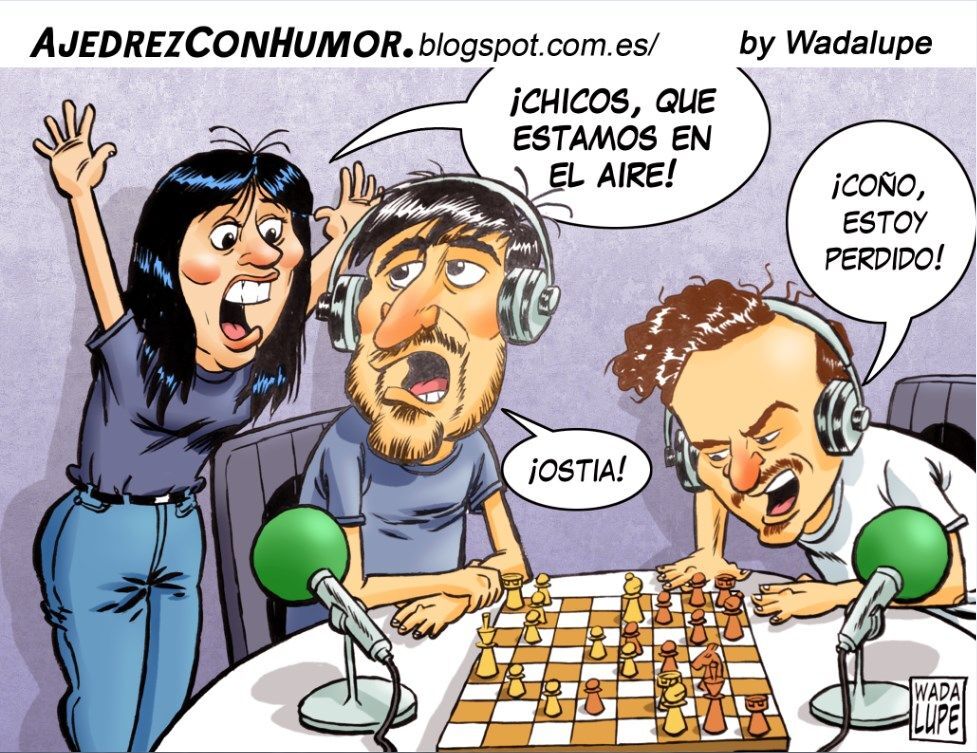 AJEDREZCONHUMOR.blogspot.com.es/ by Wadalupe
¡CHICOS, QUE
ESTAMOS EN
EL AIRE!
¡COÑO,
ESTOY
PERDIDO!
¡OSTIA!
WADA
LUPE